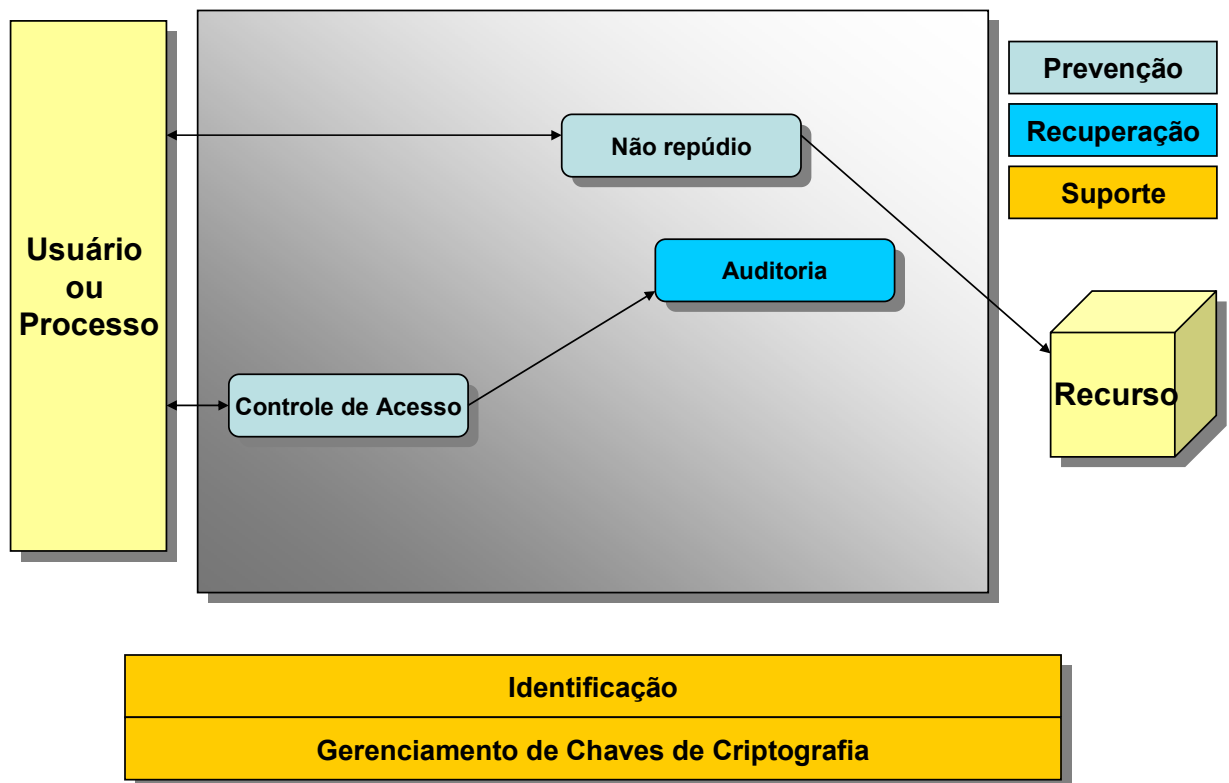 Usuário
ou
Processo
Não repúdio
Auditoria
Controle de Acesso
Prevenção
Recuperação
Suporte
Recurso
Identificação
Gerenciamento de Chaves de Criptografia